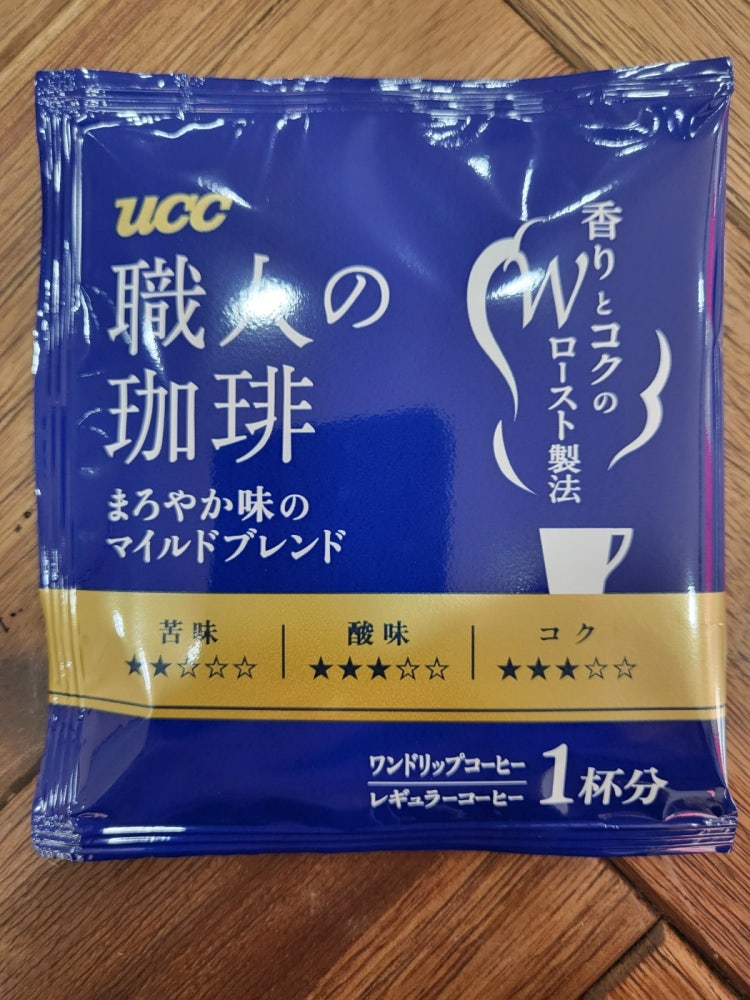 ucc
職人の
珈琲
まろやか味の
マイルドブレンド
香りとコクの
Wロースト製法
苦味 酸味 コク
★★☆☆☆ ★★★☆☆ ★★★☆☆
ワンドリップコーヒー
レギュラーコーヒー
1杯分